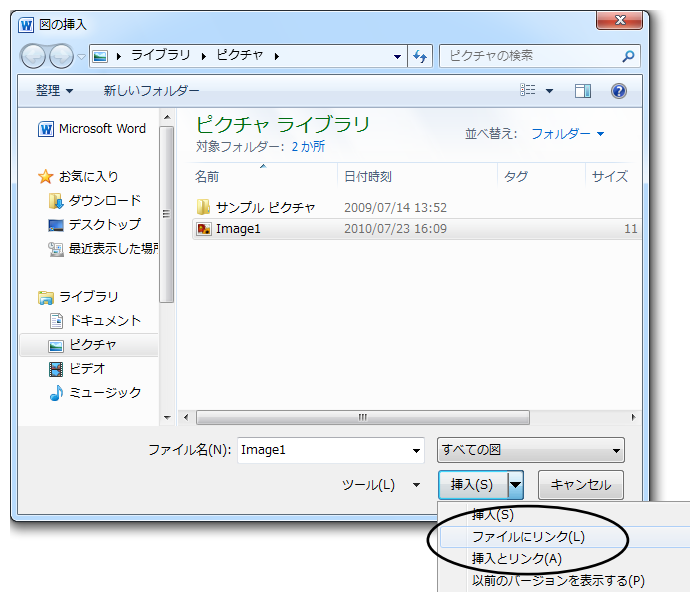 図の挿入
ライブラリ ピクチャ
ピクチャの検索
整理 新しいフォルダー
Microsoft Word
お気に入り
ダウンロード
デスクトップ
最近表示した場所
ライブラリ
ドキュメント
ピクチャ
ビデオ
ミュージック
ピクチャ ライブラリ
対象フォルダー: 2 か所
並べ替え: フォルダー
名前 日付時刻 タグ サイズ
サンプル ピクチャ 2009/07/14 13:52
Image1 2010/07/23 16:09 11
ファイル名(N): Image1 すべての図
ツール(L) 挿入(S) キャンセル
挿入(S)
ファイルにリンク(L)
挿入とリンク(A)
以前のバージョンを表示する(P)